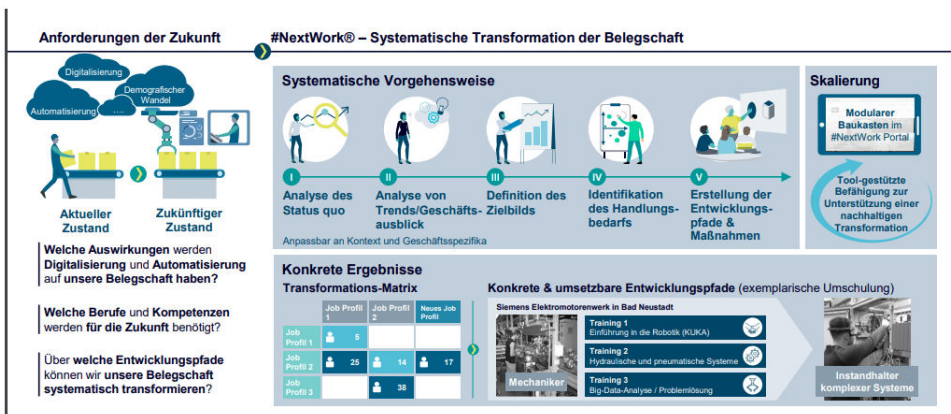 Anforderungen der Zukunft
#NextWork® – Systematische Transformation der Belegschaft
Digitalisierung
Demografischer
Wandel
Automatisierung
....
Aktueller
Zustand
Zukünftiger
Zustand
Welche Auswirkungen werden
Digitalisierung und Automatisierung
auf unsere Belegschaft haben?
Welche Berufe und Kompetenzen
werden für die Zukunft benötigt?
Über welche Entwicklungspfade
können wir unsere Belegschaft
systematisch transformieren?
Systematische Vorgehensweise
I
Analyse des
Status quo
II
Analyse von
Trends/Geschäfts-
ausblick
III
Definition des
Zielbilds
IV
Identifikation
des Handlungs-
bedarfs
V
Erstellung der
Entwicklungs-
pfade &
Maßnahmen
Anpassbar an Kontext und Geschäftsspezifika
Skalierung
Modularer
Baukasten im
#NextWork Portal
Tool-gestützte
Befähigung zur
Unterstützung einer
nachhaltigen
Transformation
Konkrete Ergebnisse
Transformations-Matrix
Job Profil
1
Job Profil
2
Neues Job
Profil
Job
Profil 1
5
Job
Profil 2
25
14
17
Job
Profil 3
38
Konkrete & umsetzbare Entwicklungspfade (exemplarische Umschulung)
Siemens Elektromotorenwerk in Bad Neustadt
Mechaniker
Training 1
Einführung in die Robotik (KUKA)
Training 2
Hydraulische und pneumatische Systeme
Training 3
Big-Data-Analyse / Problemlösung
Instandhalter
komplexer Systeme